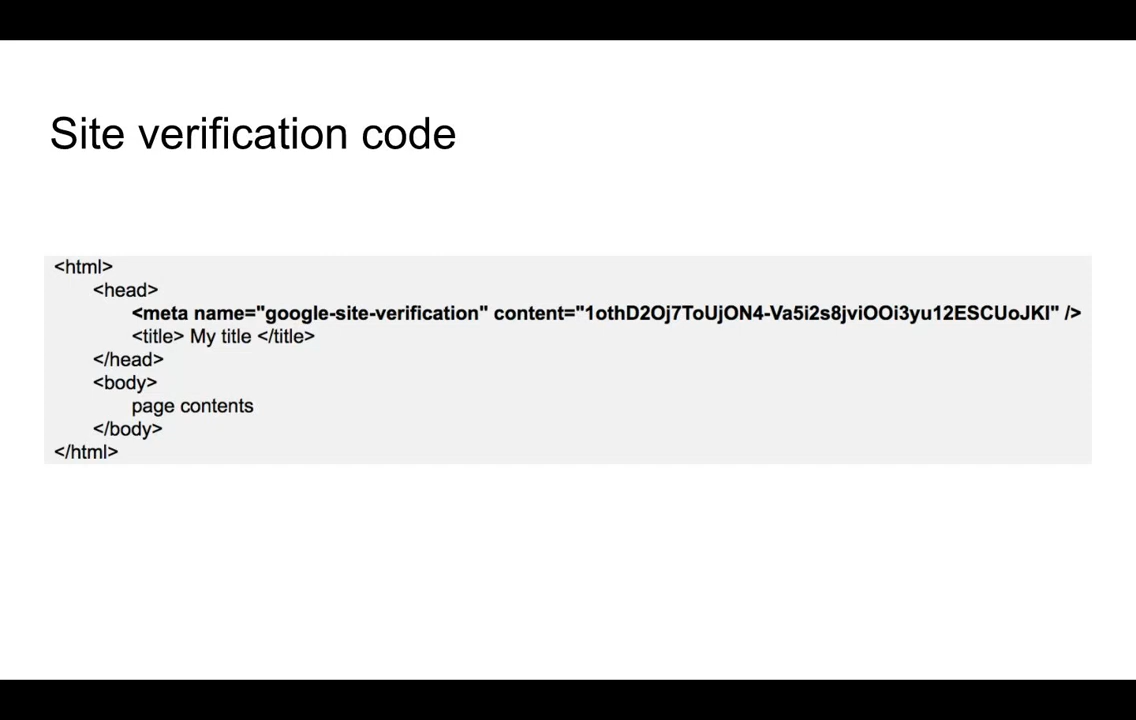 Site verification code
<html>
<head>
<meta name="google-site-verification" content="1othD2Oj7ToUjON4-Va5i2s8jviOOi3yu12ESCUoJKI" />
<title> My title </title>
</head>
<body>
page contents
</body>
</html>